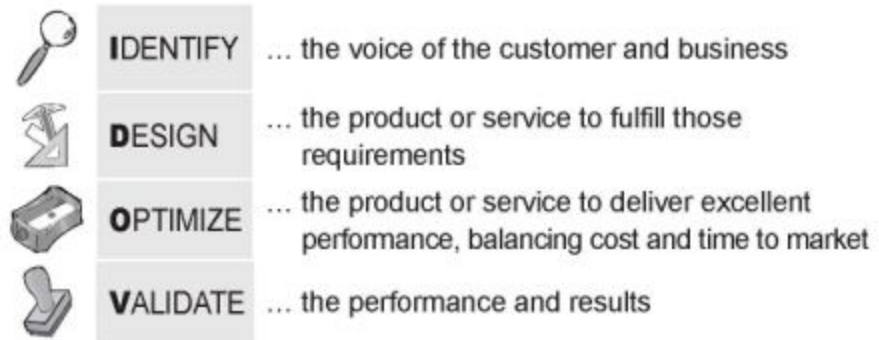 IDENTIFY ... the voice of the customer and business
DESIGN ... the product or service to fulfill those
requirements
OPTIMIZE ... the product or service to deliver excellent
performance, balancing cost and time to market
VALIDATE ... the performance and results